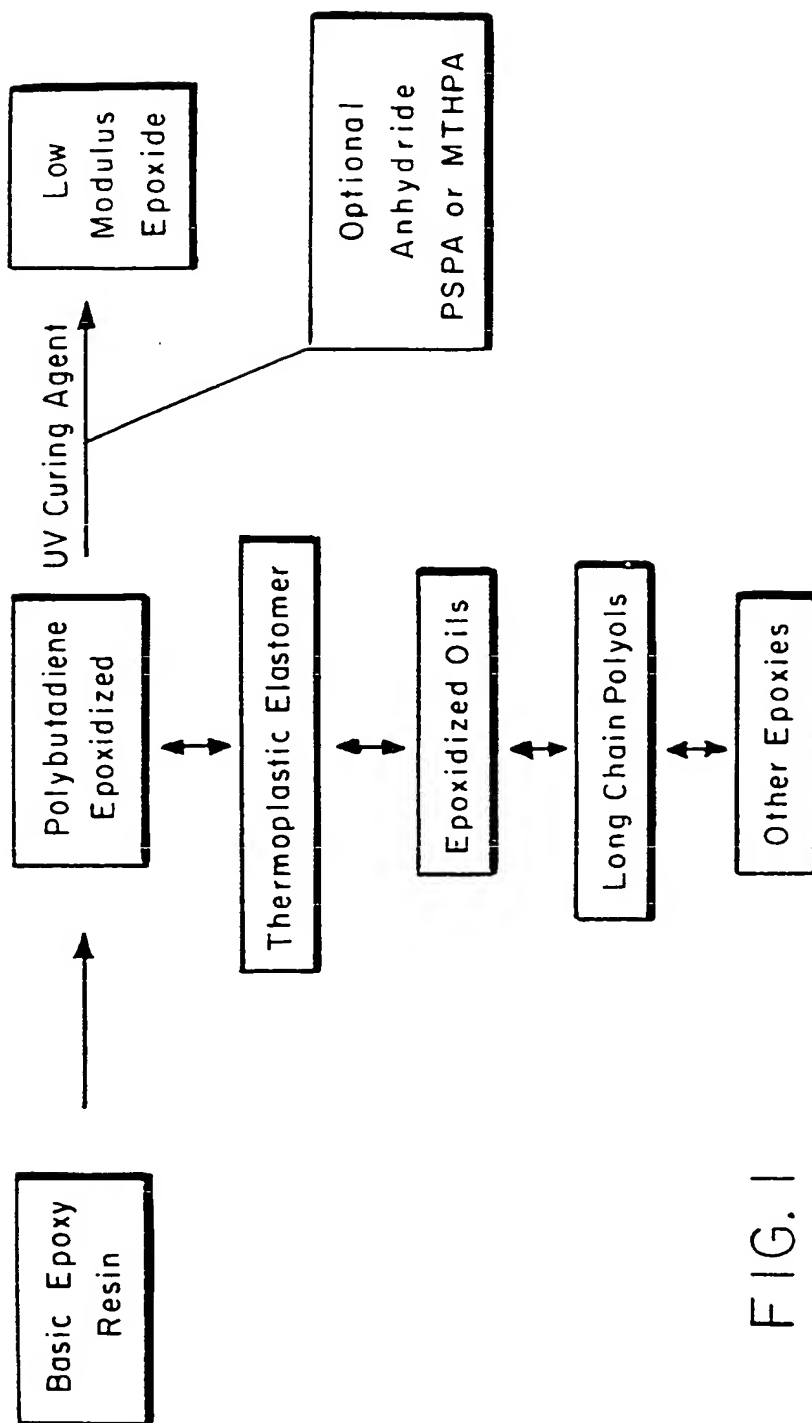 Basic Epoxy
Resin
Polybutadiene
Epoxidized
UV Curing Agent
Low
Modulus
Epoxide
Optional
Anhydride
PSPA or MTHPA
Thermoplastic Elastomer
Epoxidized Oils
Long Chain Polyols
Other Epoxies
FIG. 1